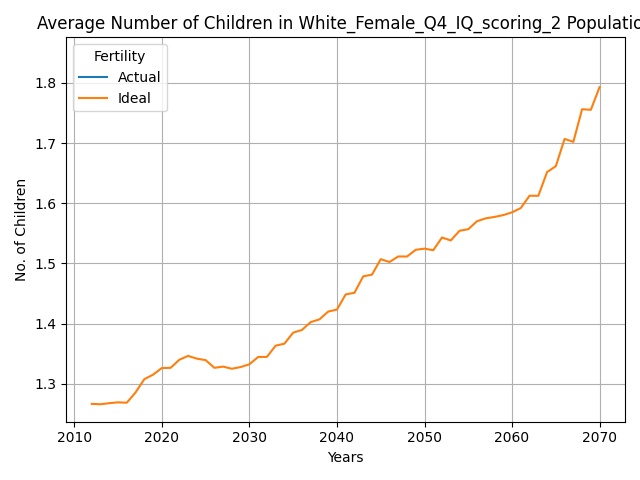 Average Number of Children in White_Female_Q4_IQ_scoring_2 Populatio
Fertility
Actual
Ideal
1.8
1.7
1.6
1.5
1.4
1.3
No. of Children
2010 2020 2030 2040 2050 2060 2070
Years